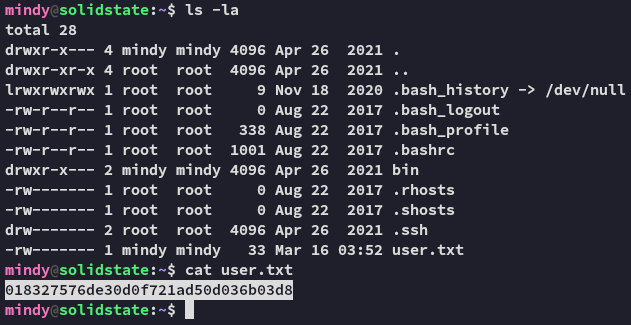 mindy@solidstate:~$ ls -la
total 28
drwxr-x--- 4 mindy mindy 4096 Apr 26  2021 .
drwxr-xr-x 4 root  root  4096 Apr 26  2021 ..
lrwxrwxrwx 1 root  root     9 Nov 18  2020 .bash_history -> /dev/null
-rw-r--r-- 1 root  root     0 Aug 22  2017 .bash_logout
-rw-r--r-- 1 root  root   338 Aug 22  2017 .bash_profile
-rw-r--r-- 1 root  root  1001 Aug 22  2017 .bashrc
drwxr-x--- 2 mindy mindy 4096 Apr 26  2021 bin
-rw------- 1 root  root     0 Aug 22  2017 .rhosts
-rw------- 1 root  root     0 Aug 22  2017 .shosts
drw------- 2 root  root  4096 Apr 26  2021 .ssh
-rw------- 1 mindy mindy   33 Mar 16 03:52 user.txt
mindy@solidstate:~$ cat user.txt
018327576de30d0f721ad50d036b03d8
mindy@solidstate:~$